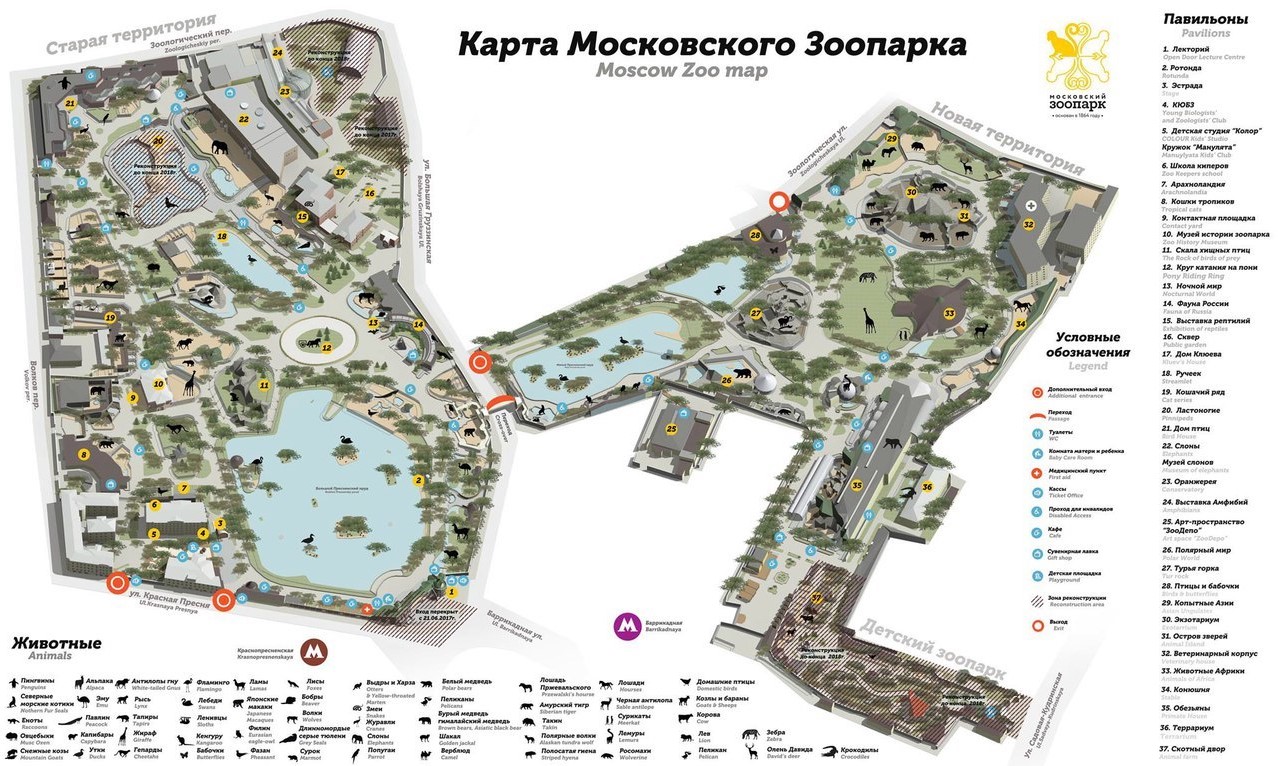 Карта Московского Зоопарка
Moscow Zoo map
МОСКОВСКИЙ
ЗООПАРК
• основан в 1864 году •
Старая территория
Зоологический пер.
Zoologicheskiy per.
ул. Большая Грузинская
Bolshaya Gruzinskaya Ul.
Волков пер.
Volkov per.
ул. Красная Пресня
Ul.Krasnaya Presnya
Баррикадная ул.
Ul. Barrikadnaya
Вход перекрыт
с 21.06.2017г.
Зоологическая ул.
Zoologicheskaya Ul.
Новая территория
Детский зоопарк
ул. Садовая-Кудринская
Реконструкция
до конца 2018г.
Реконструкция
до конца 2017г.
Реконструкция
до конца 2018г.
Реконструкция
до конца 2018г.
Большой Пресненский пруд
Переход
Краснопресненская
Krasnopresnenskaya
Баррикадная
Barrikadnaya
Павильоны
Pavilions
1. Лекторий
Open Door Lecture Centre
2. Ротонда
Rotunda
3. Эстрада
Stage
4. КЮБЗ
Young Biologists'
and Zoologists' Club
5. Детская студия "Колор"
COLOUR Kids' Studio
Кружок "Манулята"
Manuylyata Kids' Club
6. Школа киперов
Zoo Keepers school
7. Арахноландия
Arachnolandia
8. Кошки тропиков
Tropical cats
9. Контактная площадка
Contact yard
10. Музей истории зоопарка
Zoo History Museum
11. Скала хищных птиц
The Rock of birds of prey
12. Круг катания на пони
Pony Riding Ring
13. Ночной мир
Nocturnal World
14. Фауна России
Fauna of Russia
15. Выставка рептилий
Exhibition of reptiles
16. Сквер
Public garden
17. Дом Клюева
Kluev's House
18. Ручеек
Streamlet
19. Кошачий ряд
Cat series
20. Ластоногие
Pinnipeds
21. Дом птиц
Bird House
22. Слоны
Elephants
Музей слонов
Museum of elephants
23. Оранжерея
Conservatory
24. Выставка Амфибий
Amphibians
25. Арт-пространство
"ЗооДепо"
Art space "ZooDepo"
26. Полярный мир
Polar World
27. Турья горка
Tur rock
28. Птицы и бабочки
Birds & butterflies
29. Копытные Азии
Asian Ungulates
30. Экзотариум
Exotarium
31. Остров зверей
Animal Island
32. Ветеринарный корпус
Veterinary house
33. Животные Африки
Animals of Africa
34. Конюшня
Stable
35. Обезьяны
Primate House
36. Террариум
Terrarium
37. Скотный двор
Animal farm
Условные
обозначения
Legend
Дополнительный вход
Additional entrance
Переход
Passage
Туалеты
WC
Комната матери и ребенка
Baby Care Room
Медицинский пункт
First aid
Кассы
Ticket Office
Проход для инвалидов
Disabled Access
Кафе
Cafe
Сувенирная лавка
Gift shop
Детская площадка
Playground
Зона реконструкции
Reconstruction area
Выход
Exit
Животные
Animals
Пингвины
Penguins
Северные
морские котики
Nothern Fur Seals
Еноты
Raccoons
Овцебыки
Musc Oxen
Снежные козы
Mountain Goats
Альпака
Alpaca
Эму
Emu
Павлин
Peacock
Капибары
Capybara
Утки
Ducks
Антилопы гну
White-tailed Gnus
Рысь
Lynx
Тапиры
Tapirs
Жираф
Giraffe
Гепарды
Cheetahs
Фламинго
Flamingo
Лебеди
Swans
Ленивцы
Sloths
Кенгуру
Kangaroo
Бабочки
Butterflies
Ламы
Lamas
Японские
макаки
Japanese
Macaques
Филин
Eurasian
eagle-owl
Фазан
Pheasant
Лисы
Foxes
Бобры
Beaver
Волки
Wolves
Длинномордые
серые тюлени
Grey Seals
Сурок
Marmot
Выдры и Харза
Otters
& Yellow-throated
Marten
Змеи
Snakes
Журавли
Cranes
Слоны
Elephants
Попугаи
Parrot
Белый медведь
Polar bears
Пеликаны
Pelicans
Бурый медведь
гималайский медведь
Brown bears, Asiatic black bear
Шакал
Golden jackal
Верблюд
Camel
Лошадь
Пржевальского
Przewalski's horse
Амурский тигр
Siberian tiger
Такин
Takin
Полярные волки
Alaskan tundra wolf
Полосатая гиена
Striped hyena
Лошади
Horses
Черная антилопа
Sable antelope
Сурикаты
Meerkat
Лемуры
Lemurs
Росомахи
Wolverine
Домашние птицы
Domestic birds
Козлы и бараны
Goats & Sheeps
Корова
Cow
Лев
Lion
Пеликан
Pelican
Зебра
Zebra
Олень Давида
David's deer
Крокодилы
Crocodiles